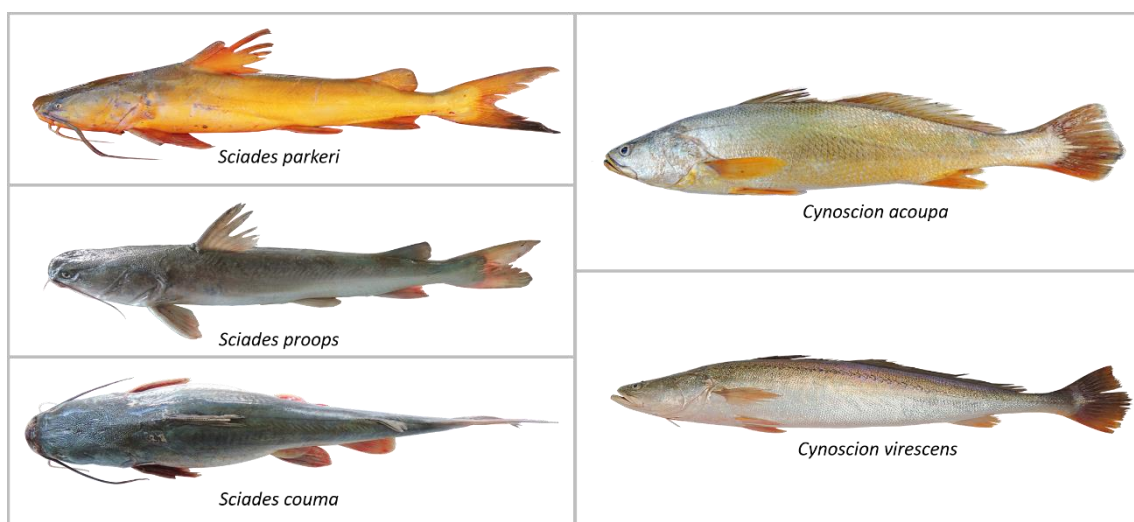 Sciades parkeri
Sciades proops
Sciades couma
Cynoscion acoupa
Cynoscion virescens